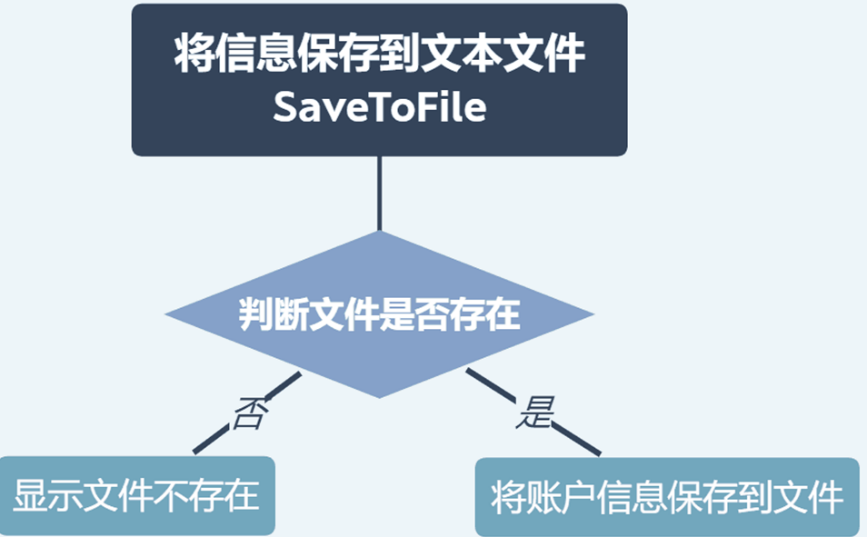 将信息保存到文本文件
SaveToFile
判断文件是否存在
否
是
显示文件不存在
将账户信息保存到文件